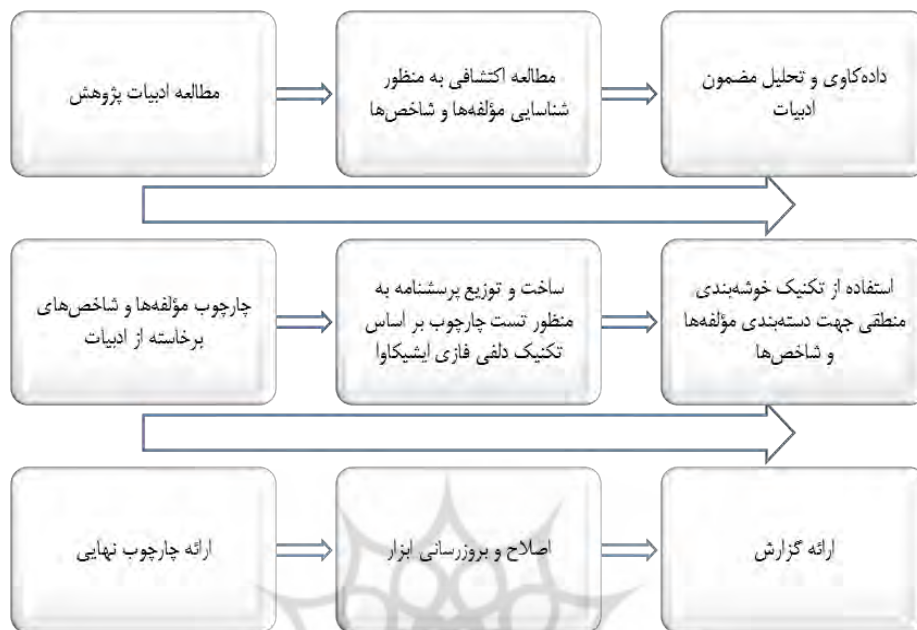 مطالعه ادبیات پژوهش
مطالعه اکتشافی به منظور
شناسایی مؤلفه‌ها و شاخص‌ها
داده‌کاوی و تحلیل مضمون
ادبیات
چارچوب مؤلفه‌ها و شاخص‌های
برخاسته از ادبیات
ساخت و توزیع پرسشنامه به
منظور تست چارچوب بر اساس
تکنیک دلفی فازی ایشیکاوا
استفاده از تکنیک خوشه‌بندی
منطقی جهت دسته‌بندی مؤلفه‌ها
و شاخص‌ها
ارائه چارچوب نهایی
اصلاح و بروزرسانی ابزار
ارائه گزارش